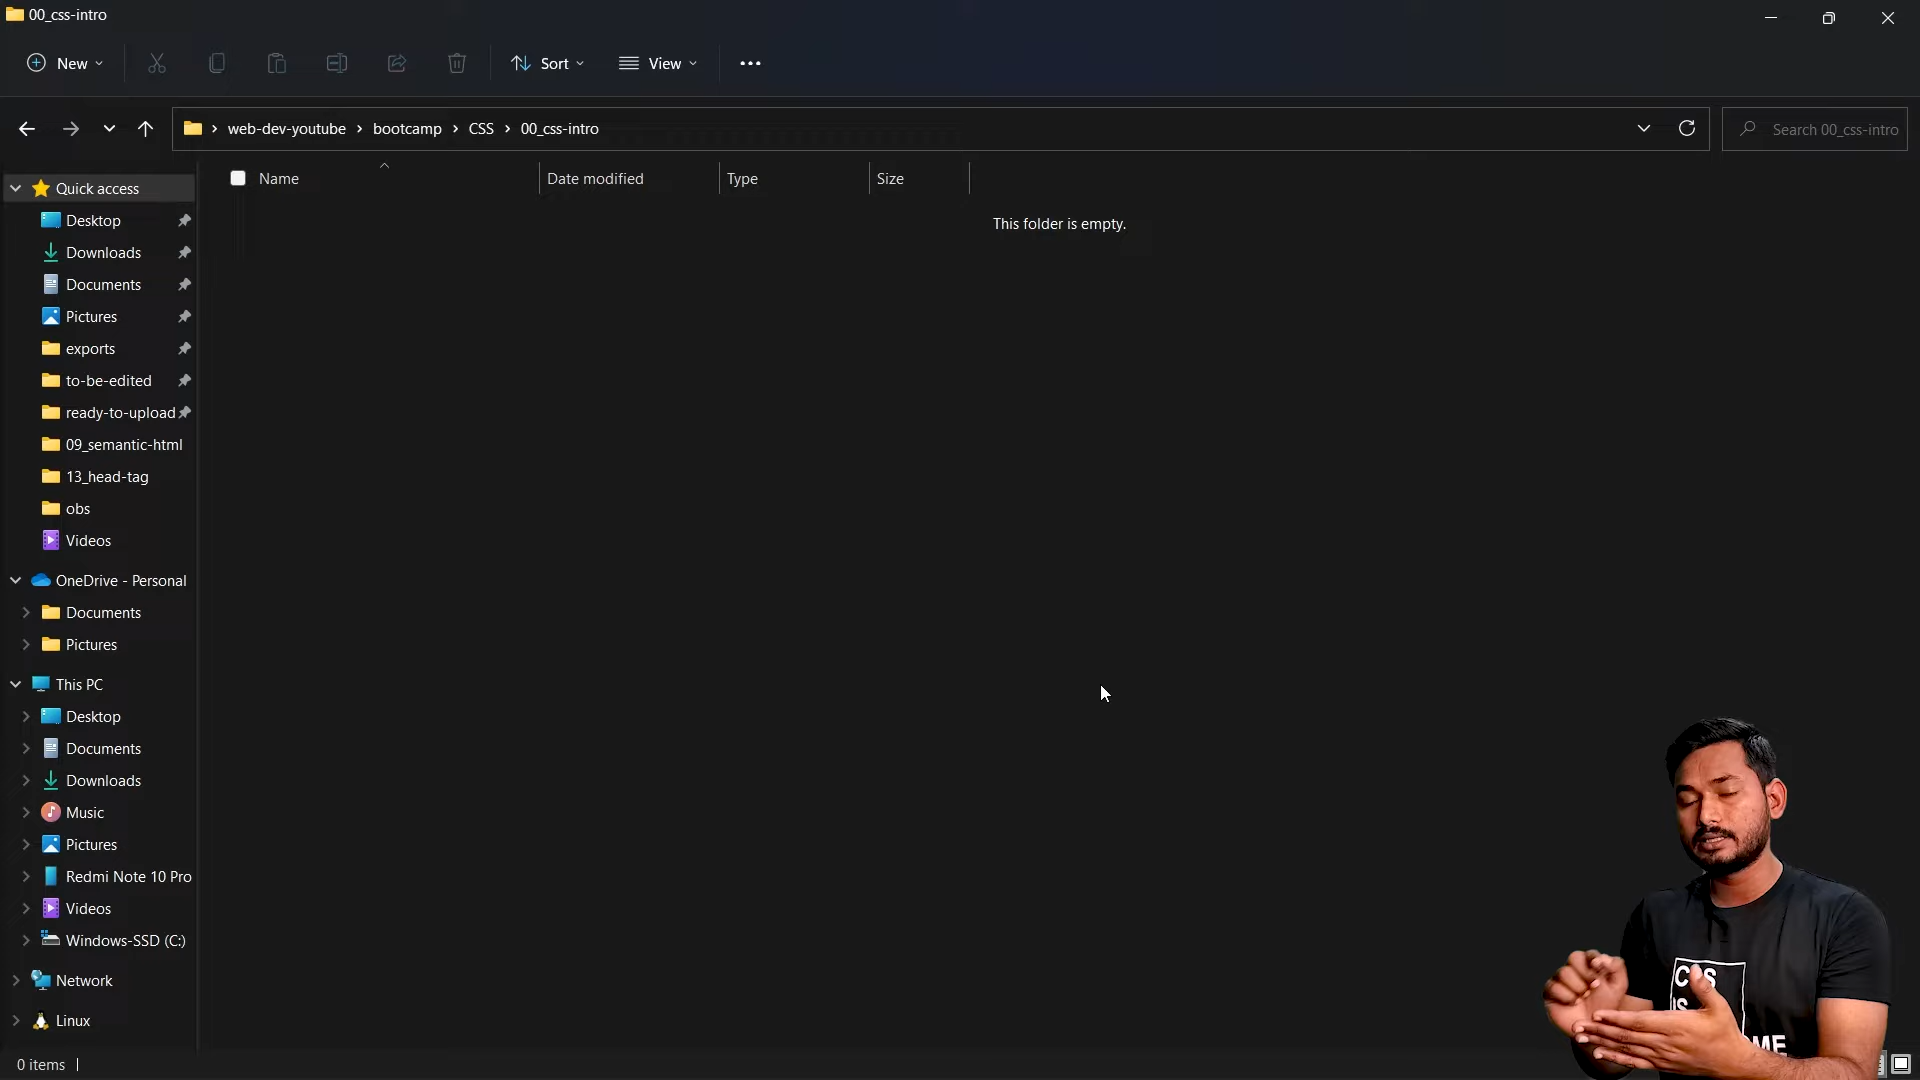 00_css-intro
New
Sort
View
web-dev-youtube > bootcamp > CSS > 00_css-intro
Search 00_css-intro
Name
Date modified
Type
Size
This folder is empty.
Quick access
Desktop
Downloads
Documents
Pictures
exports
to-be-edited
ready-to-upload
09_semantic-html
13_head-tag
obs
Videos
OneDrive - Personal
Documents
Pictures
This PC
Desktop
Documents
Downloads
Music
Pictures
Redmi Note 10 Pro
Videos
Windows-SSD (C:)
Network
Linux
0 items